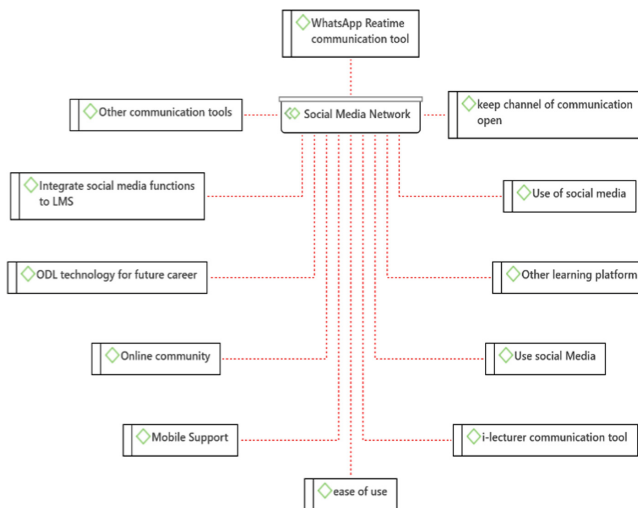 WhatsApp Reatime
communication tool
Other communication tools
Social Media Network
keep channel of communication
open
Integrate social media functions
to LMS
Use of social media
ODL technology for future career
Other learning platform
Online community
Use social Media
Mobile Support
i-lecturer communication tool
ease of use